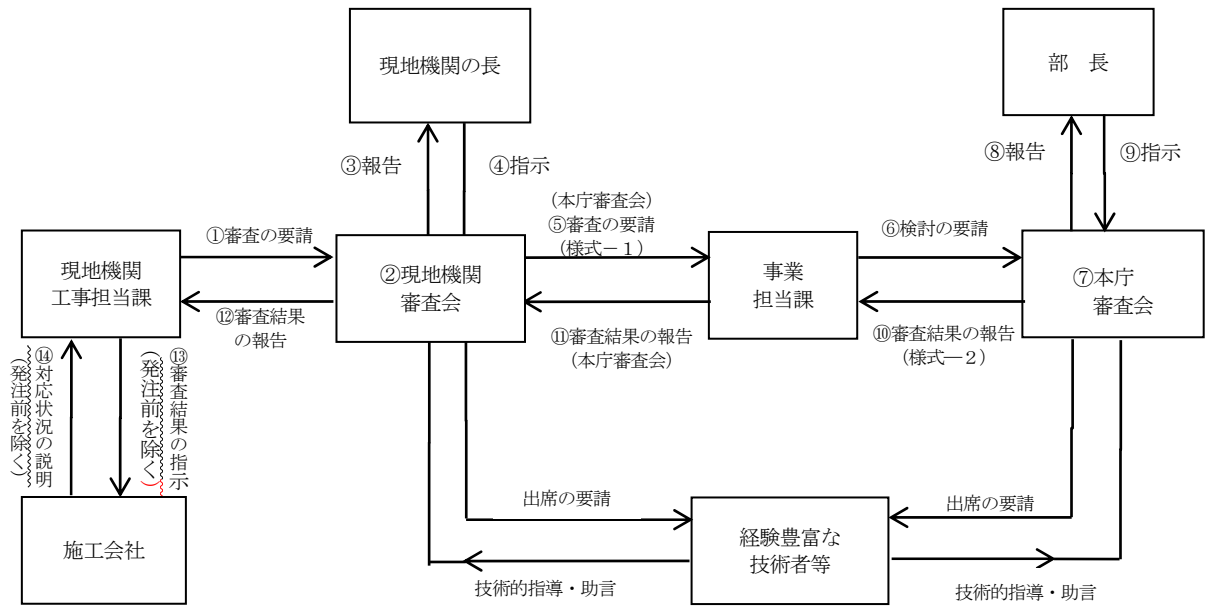 現地機関の長
部　長
③報告
④指示
⑧報告
⑨指示
(本庁審査会)
⑤審査の要請
(様式－1)
①審査の要請
⑥検討の要請
現地機関
工事担当課
②現地機関
審査会
事業
担当課
⑦本庁
審査会
⑫審査結果
の報告
⑪審査結果の報告
(本庁審査会)
⑩審査結果の報告
(様式―2)
⑭対応状況の説明
(発注前を除く)
⑬審査結果の指示
(発注前を除く)
出席の要請
出席の要請
施工会社
経験豊富な
技術者等
技術的指導・助言
技術的指導・助言